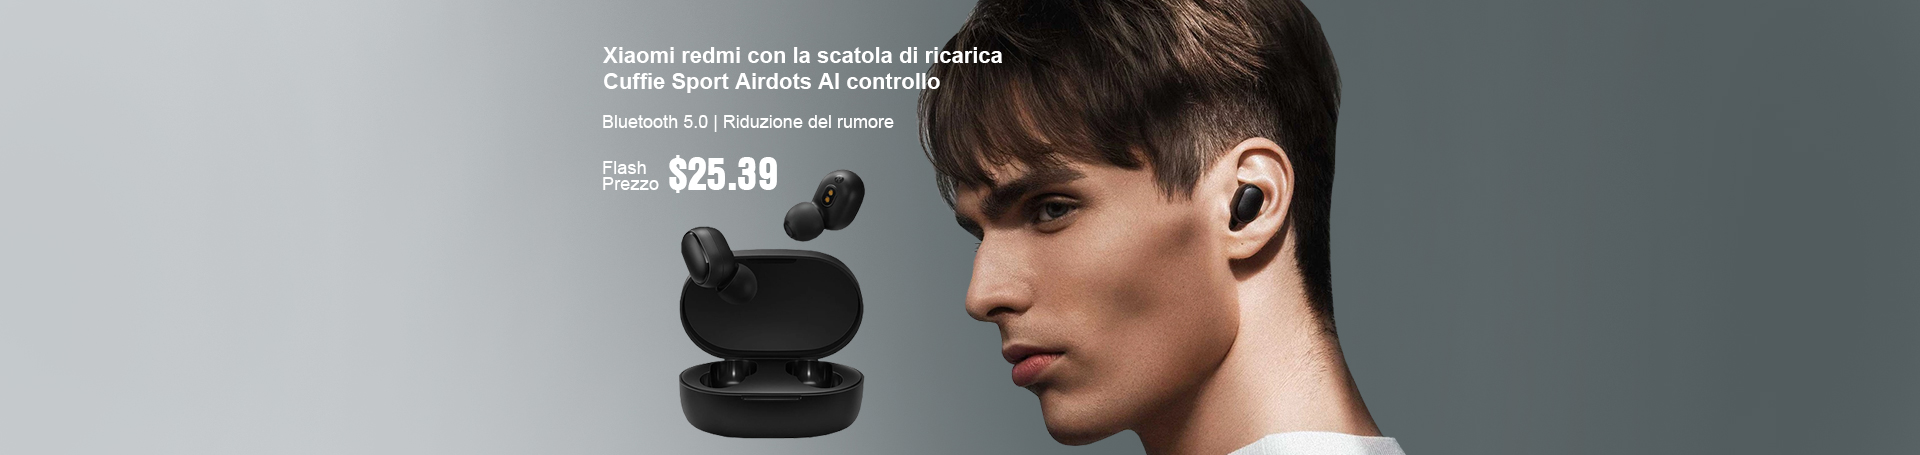 Xiaomi redmi con la scatola di ricarica
Cuffie Sport Airdots AI controllo
Bluetooth 5.0 | Riduzione del rumore
Flash
Prezzo
$25.39